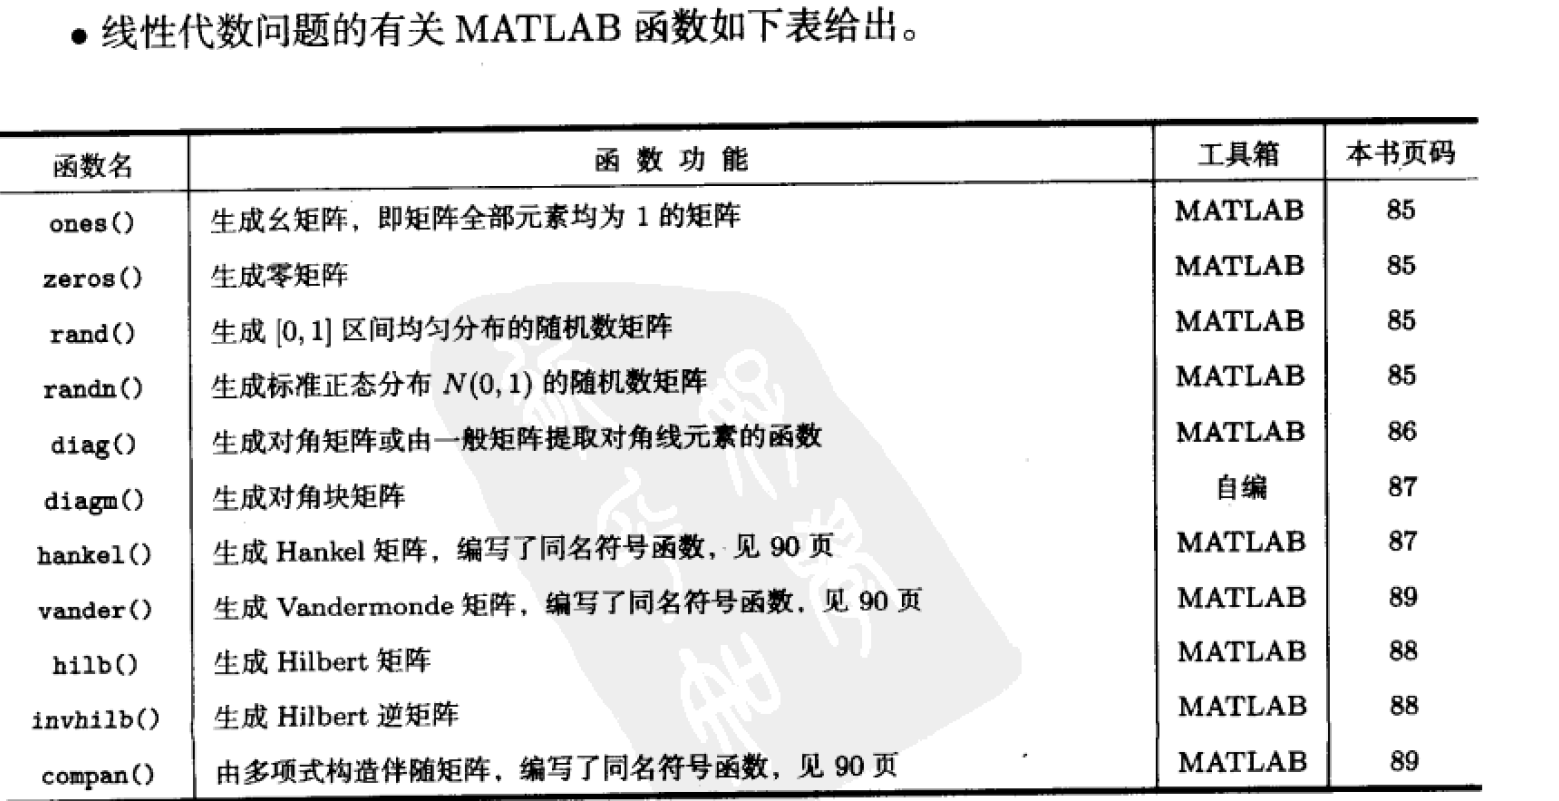 • 线性代数问题的有关 MATLAB 函数如下表给出。
函数名 函 数 功 能 工具箱 本书页码
ones() 生成幺矩阵，即矩阵全部元素均为 1 的矩阵 MATLAB 85
zeros() 生成零矩阵 MATLAB 85
rand() 生成 [0, 1] 区间均匀分布的随机数矩阵 MATLAB 85
randn() 生成标准正态分布 N(0, 1) 的随机数矩阵 MATLAB 85
diag() 生成对角矩阵或由一般矩阵提取对角线元素的函数 MATLAB 86
diagm() 生成对角块矩阵 自编 87
hankel() 生成 Hankel 矩阵，编写了同名符号函数，见 90 页 MATLAB 87
vander() 生成 Vandermonde 矩阵，编写了同名符号函数，见 90 页 MATLAB 89
hilb() 生成 Hilbert 矩阵 MATLAB 88
invhilb() 生成 Hilbert 逆矩阵 MATLAB 88
compan() 由多项式构造伴随矩阵，编写了同名符号函数，见 90 页 MATLAB 89